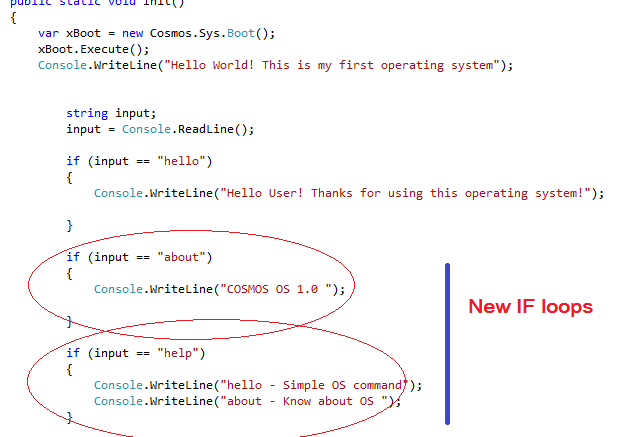 public static void Init()
{
var xBoot = new Cosmos.Sys.Boot();
xBoot.Execute();
Console.WriteLine("Hello World! This is my first operating system");
string input;
input = Console.ReadLine();
if (input == "hello")
{
Console.WriteLine("Hello User! Thanks for using this operating system!");
}
if (input == "about")
{
Console.WriteLine("COSMOS OS 1.0 ");
}
New IF loops
if (input == "help")
{
Console.WriteLine("hello - Simple OS command");
Console.WriteLine("about - Know about OS ");
}